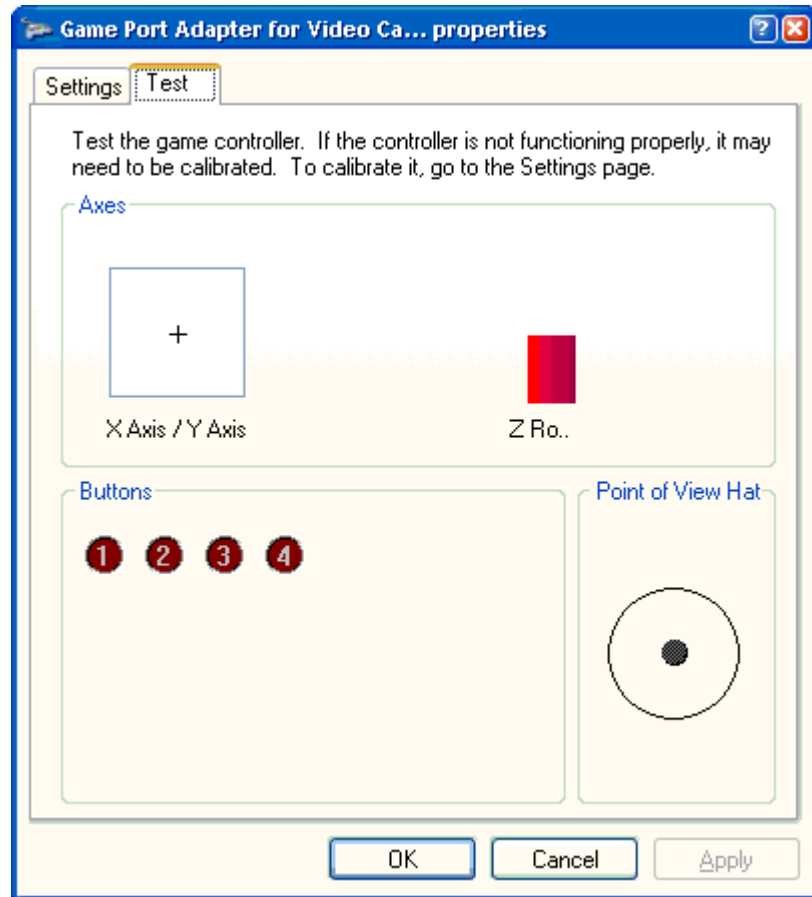 Game Port Adapter for Video Ca... properties
Settings
Test
Test the game controller. If the controller is not functioning properly, it may
need to be calibrated. To calibrate it, go to the Settings page.
Axes
X Axis / Y Axis
Z Ro..
Buttons
1 2 3 4
Point of View Hat
OK
Cancel
Apply